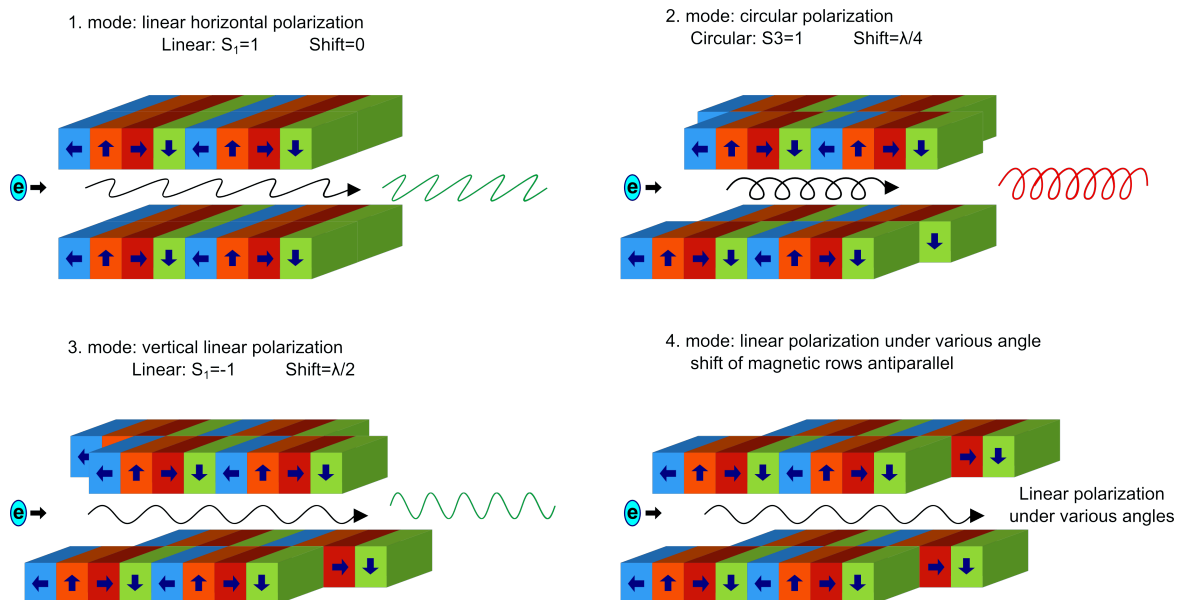 1. mode: linear horizontal polarization
Linear: S₁=1 Shift=0
e
2. mode: circular polarization
Circular: S3=1 Shift=λ/4
e
3. mode: vertical linear polarization
Linear: S₁=-1 Shift=λ/2
e
4. mode: linear polarization under various angle
shift of magnetic rows antiparallel
e
Linear polarization
under various angles